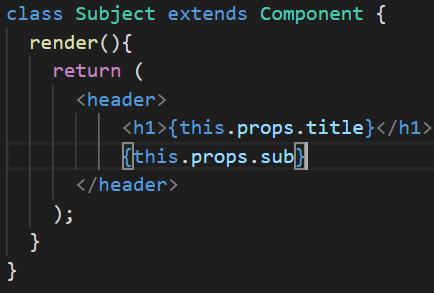 class Subject extends Component {
  render(){
    return (
      <header>
          <h1>{this.props.title}</h1>
          {this.props.sub}
      </header>
    );
  }
}